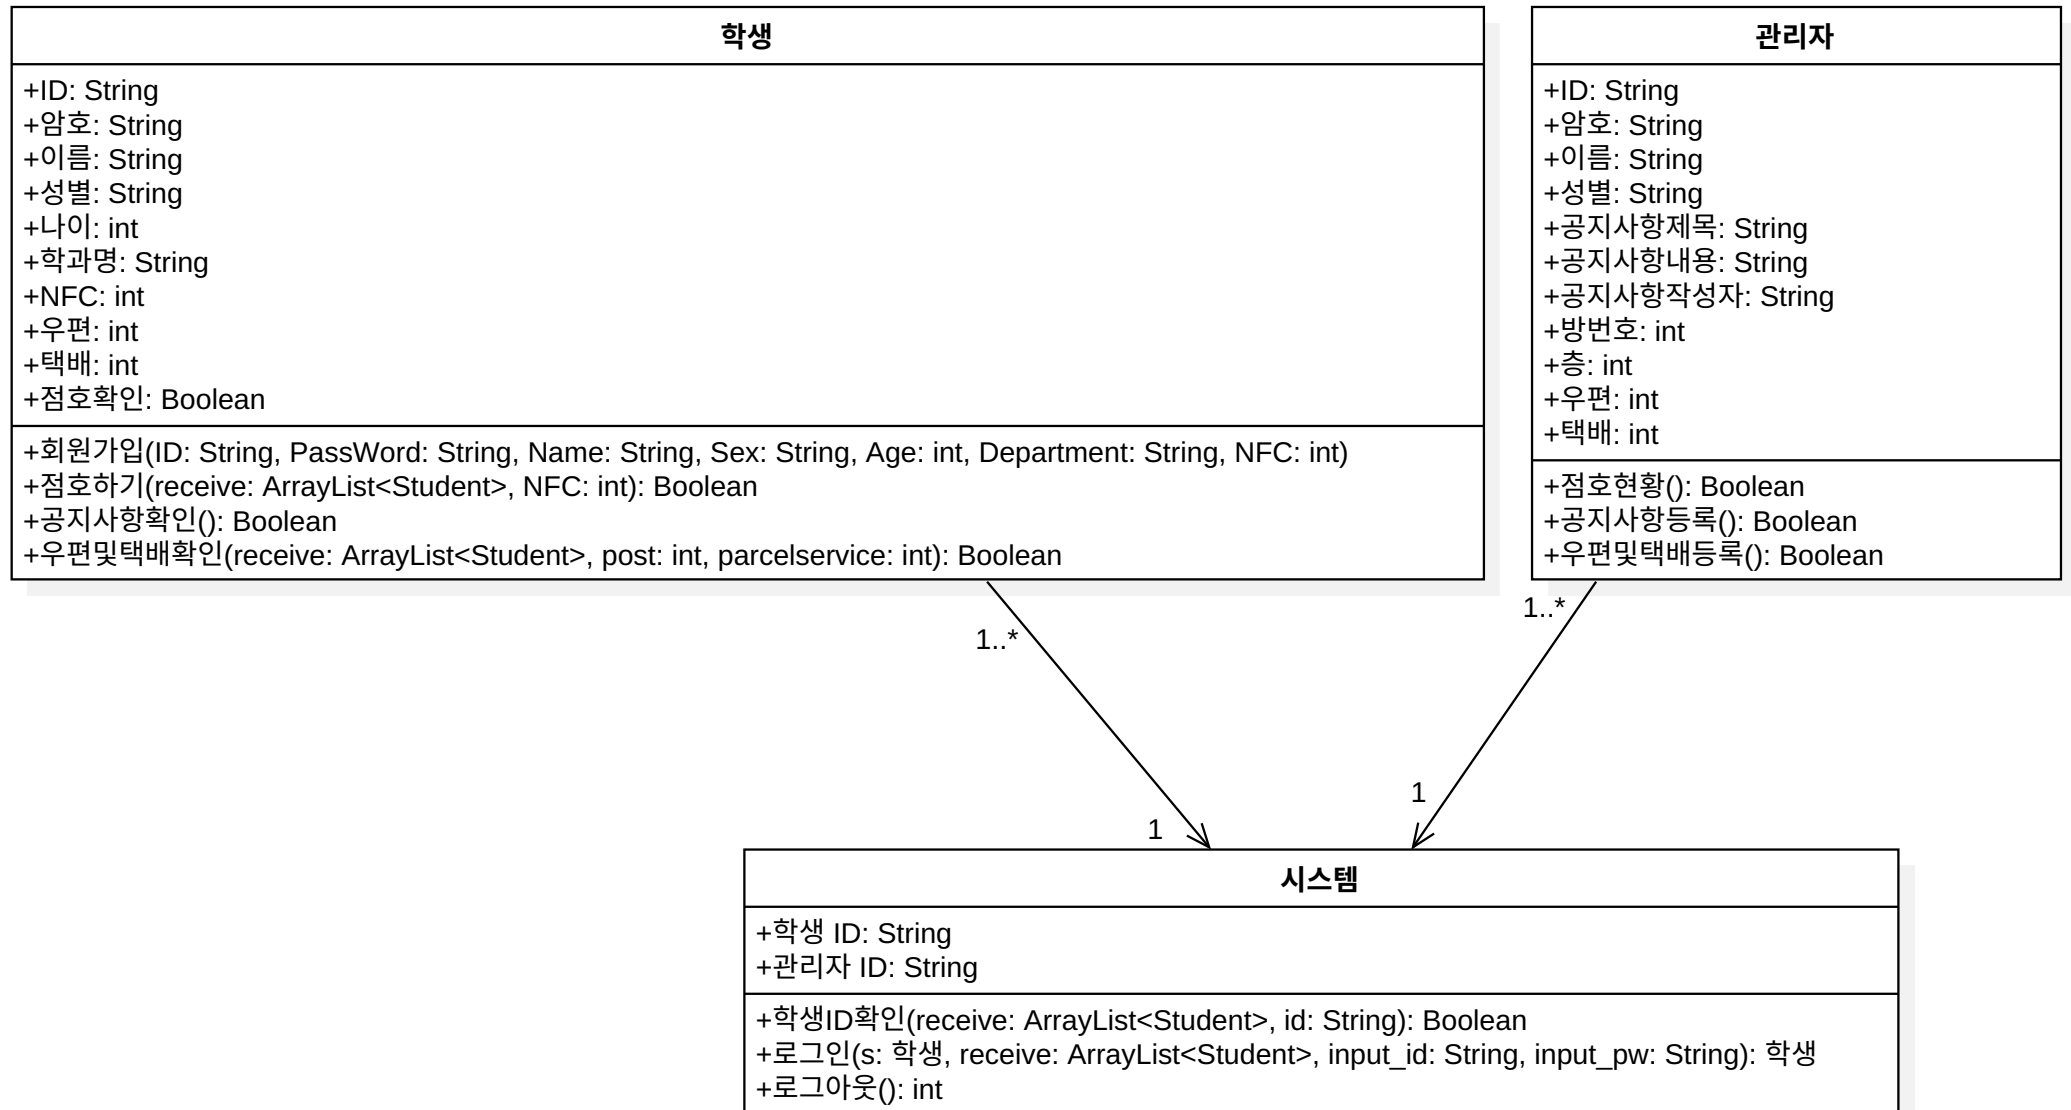 학생
+ID: String
+암호: String
+이름: String
+성별: String
+나이: int
+학과명: String
+NFC: int
+우편: int
+택배: int
+점호확인: Boolean
+회원가입(ID: String, PassWord: String, Name: String, Sex: String, Age: int, Department: String, NFC: int)
+점호하기(receive: ArrayList<Student>, NFC: int): Boolean
+공지사항확인(): Boolean
+우편및택배확인(receive: ArrayList<Student>, post: int, parcelservice: int): Boolean
관리자
+ID: String
+암호: String
+이름: String
+성별: String
+공지사항제목: String
+공지사항내용: String
+공지사항작성자: String
+방번호: int
+층: int
+우편: int
+택배: int
+점호현황(): Boolean
+공지사항등록(): Boolean
+우편및택배등록(): Boolean
1..*
1..*
1
1
시스템
+학생 ID: String
+관리자 ID: String
+학생ID확인(receive: ArrayList<Student>, id: String): Boolean
+로그인(s: 학생, receive: ArrayList<Student>, input_id: String, input_pw: String): 학생
+로그아웃(): int